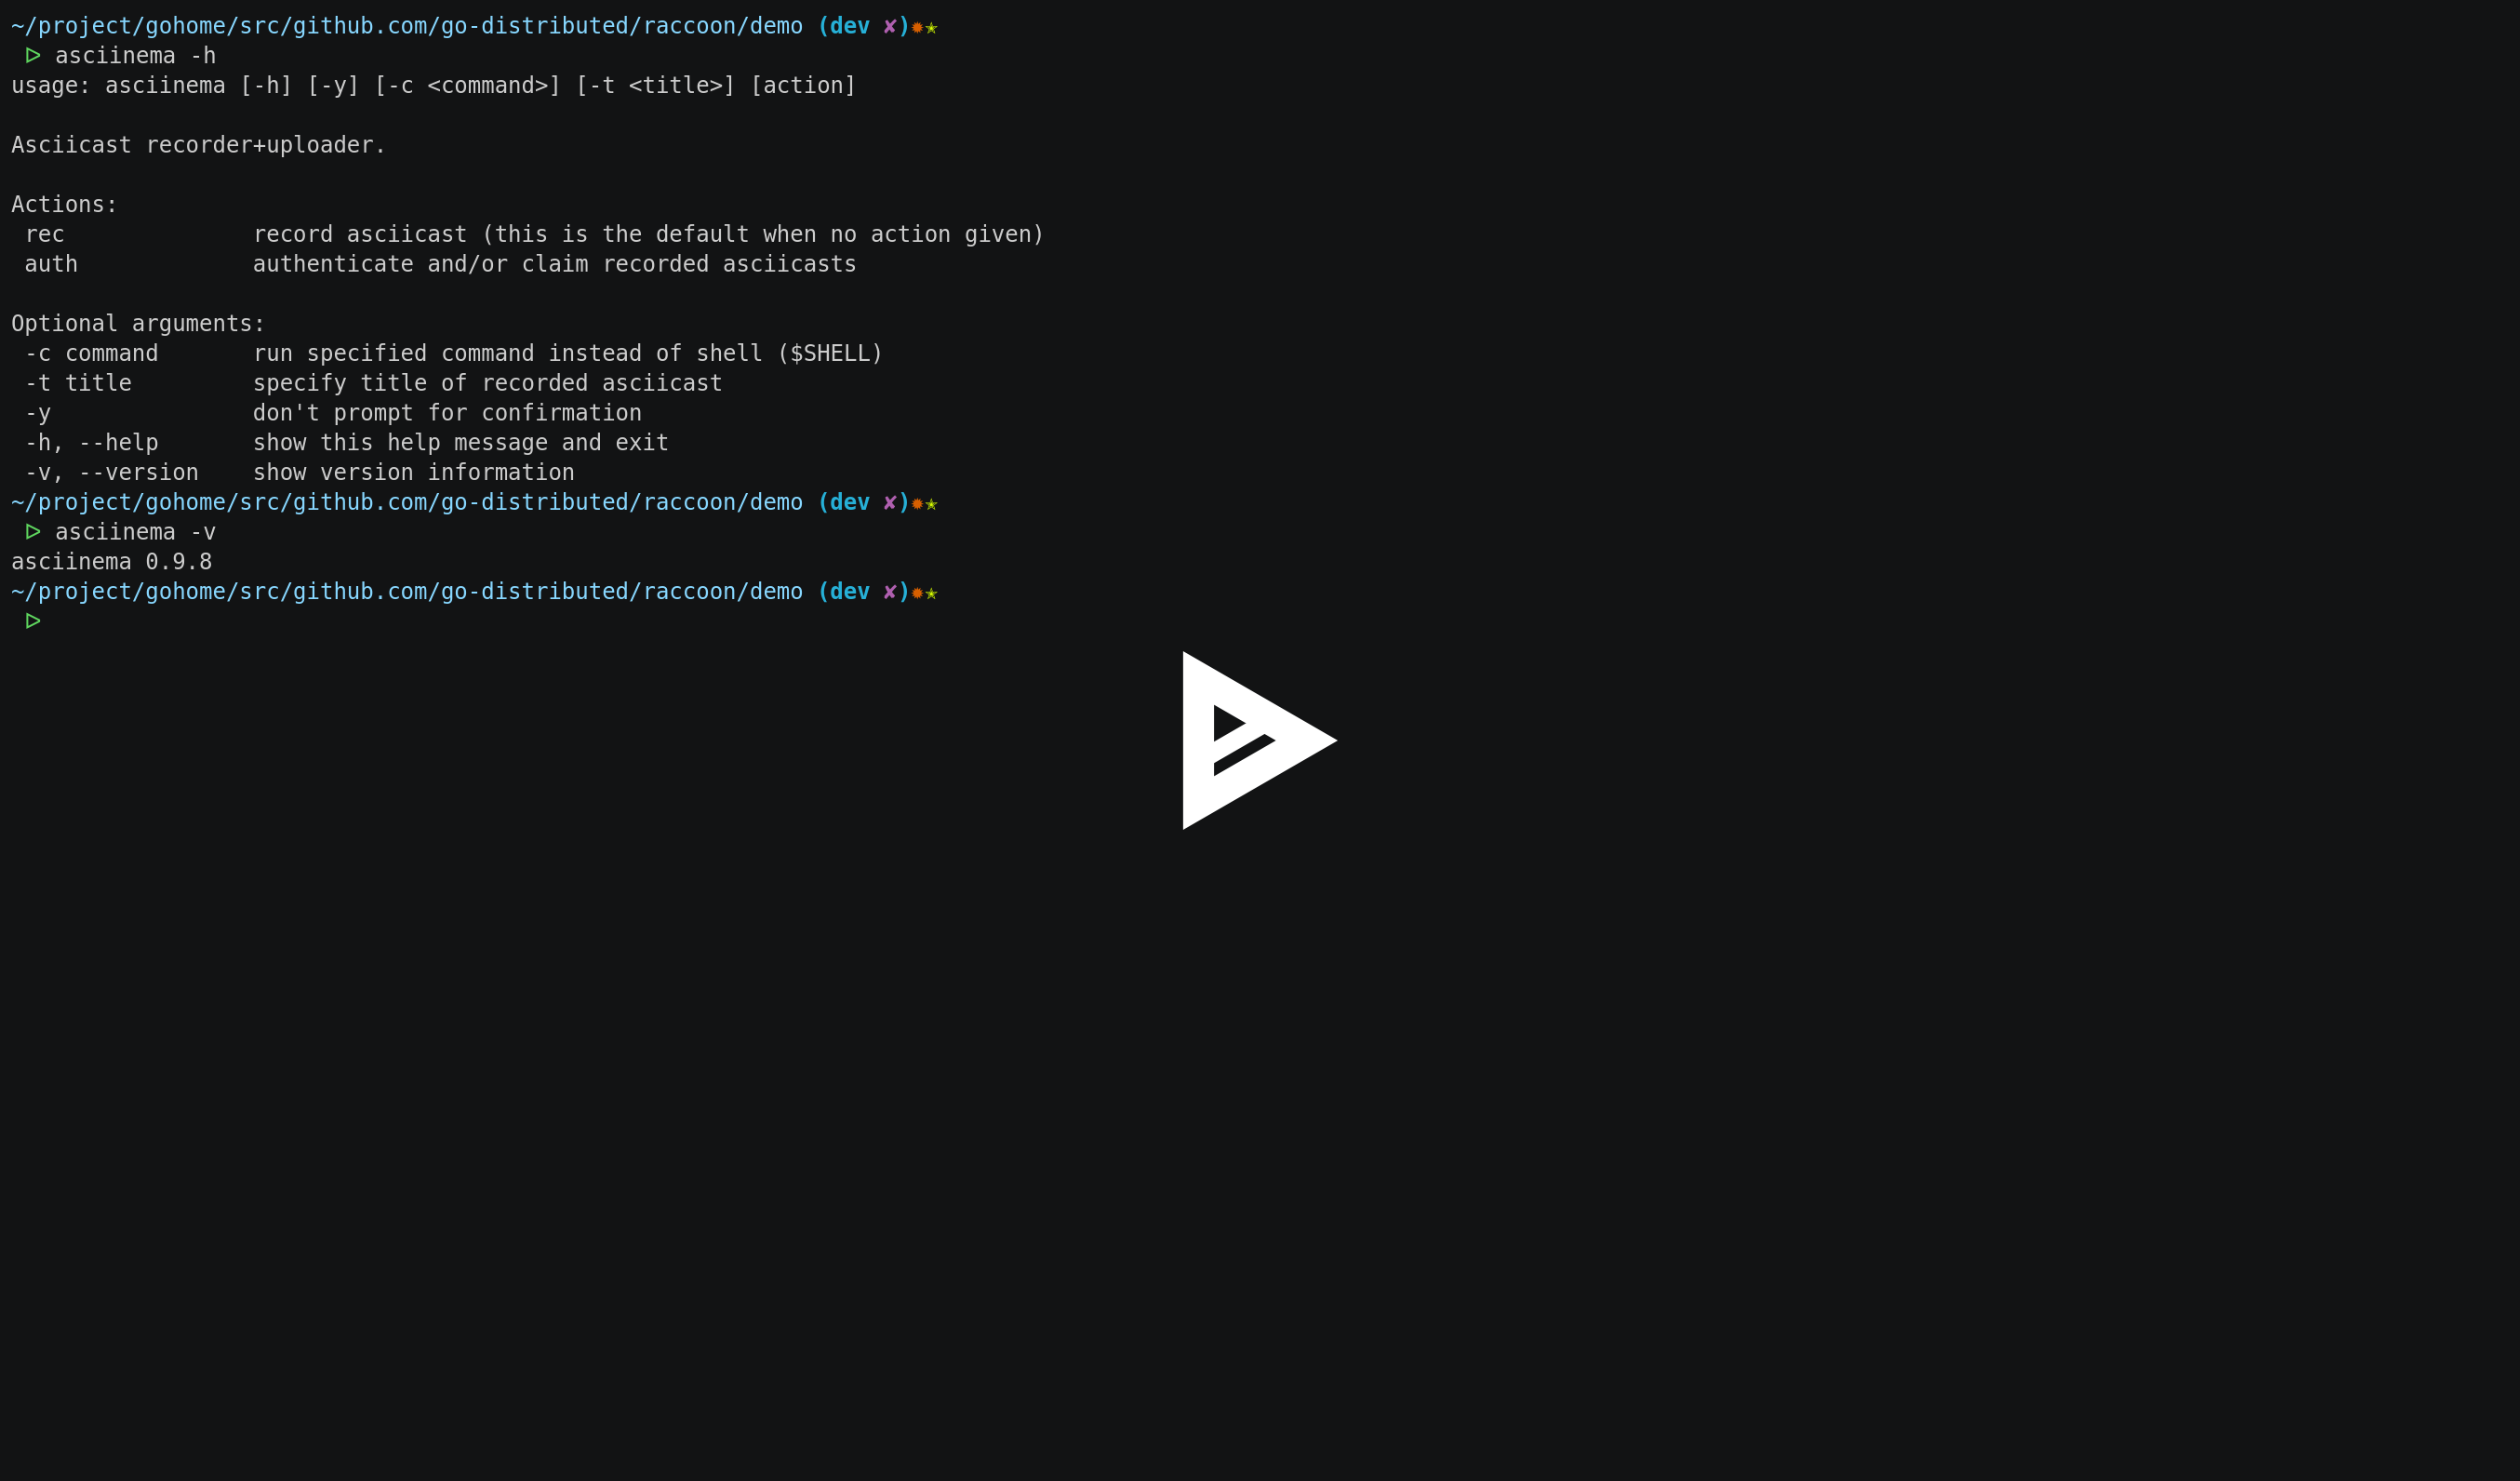 ~/project/gohome/src/github.com/go-distributed/raccoon/demo (dev ✘)✹✭
 ᐅ asciinema -h
usage: asciinema [-h] [-y] [-c <command>] [-t <title>] [action]

Asciicast recorder+uploader.

Actions:
 rec              record asciicast (this is the default when no action given)
 auth             authenticate and/or claim recorded asciicasts

Optional arguments:
 -c command       run specified command instead of shell ($SHELL)
 -t title         specify title of recorded asciicast
 -y               don't prompt for confirmation
 -h, --help       show this help message and exit
 -v, --version    show version information
~/project/gohome/src/github.com/go-distributed/raccoon/demo (dev ✘)✹✭
 ᐅ asciinema -v
asciinema 0.9.8
~/project/gohome/src/github.com/go-distributed/raccoon/demo (dev ✘)✹✭
 ᐅ